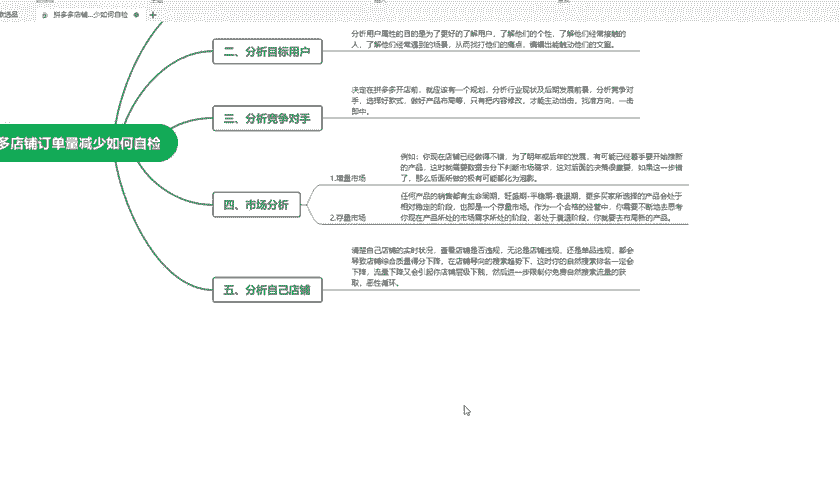 拼多多店铺...少如何自检
二、分析目标用户
分析用户属性的目的是为了更好的了解用户,了解他们的个性,了解他们经常接触的
人,了解他们经常遇到的场景,从而找打他们的痛点,编辑出能触动他们的文案。
三、分析竞争对手
决定在拼多多开店前,就应该有一个规划,分析行业现状及后期发展前景,分析竞争对
手,选择好款式,做好产品布局等,只有把内容修改,才能主动出击,找准方向,一击
即中。
多店铺订单量减少如何自检
四、市场分析
1.增量市场
例如:你现在店铺已经做得不错,为了明年或后年的发展,有可能已经着手要开始推新
的产品,这时就需要数据去分下判断市场需求,这对后面的决策很重要,如果这一步错
了,那么后面所做的极有可能都化为泡影。
2.存量市场
任何产品的销售都有生命周期,旺盛期-平稳期-衰退期,更多买家所选择的产品会处于
相对稳定的阶段,也即是一个存量市场。作为一个合格的经营中,你需要不断地去思考
你现在产品所处的市场需求所处的阶段,若处于衰退阶段,你就要去布局新的产品。
五、分析自己店铺
清楚自己店铺的实时状况,查看店铺是否违规,无论是店铺违规,还是单品违规,都会
导致店铺综合质量得分下降,在店铺导向的搜索趋势下,这时你的自然搜索排名一定会
下降,流量下降又会引起你店铺层级下跌,然后进一步限制你免费自然搜索流量的获
取,恶性循环。